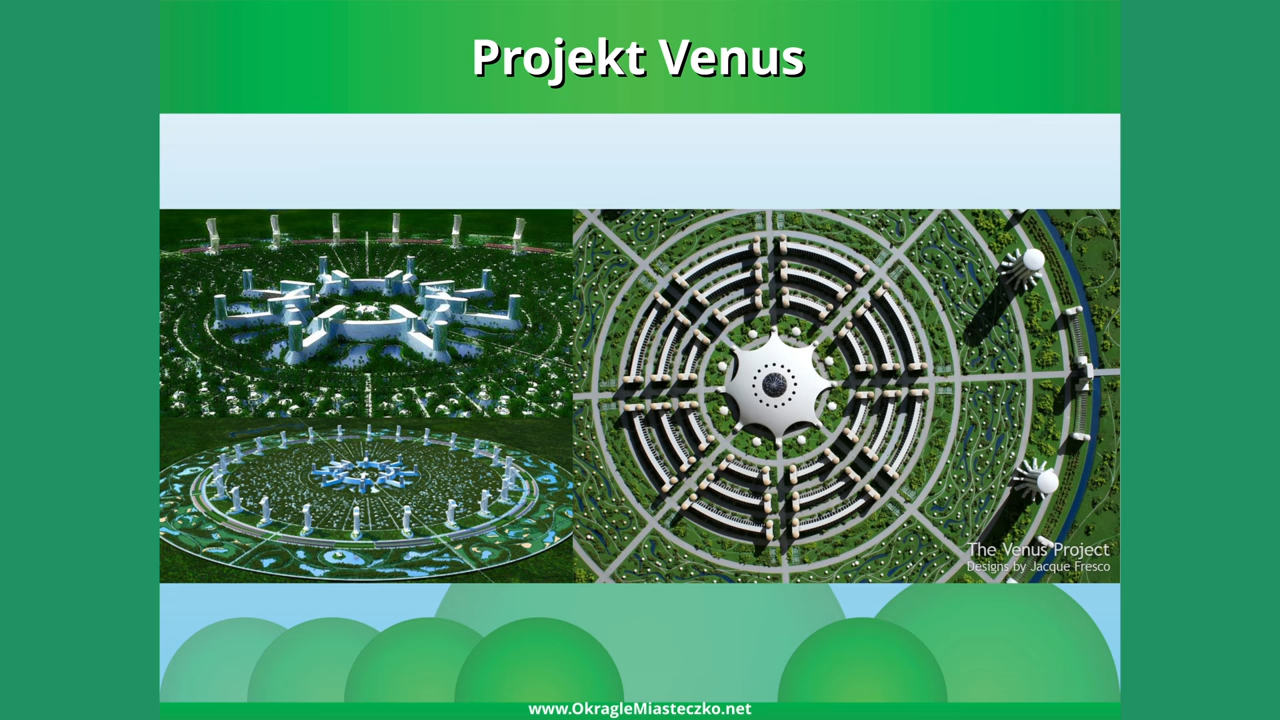 Projekt Venus
The Venus Project
Designs by Jacque Fresco
www.OkragleMiasteczko.net